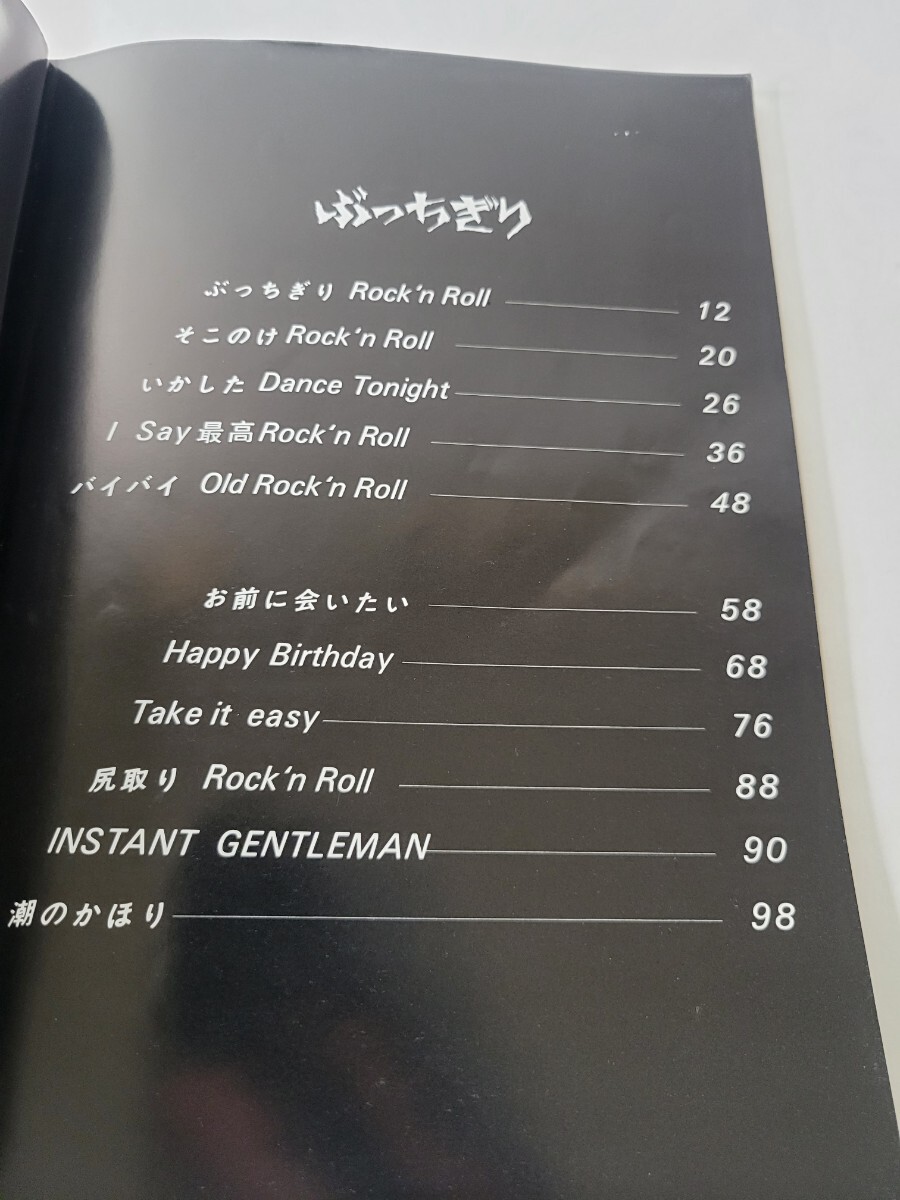 ぶっちぎり
ぶっちぎり Rock'n Roll 12
そこのけ Rock'n Roll 20
いかした Dance Tonight 26
I Say 最高 Rock'n Roll 36
バイバイ Old Rock'n Roll 48
お前に会いたい 58
Happy Birthday 68
Take it easy 76
尻取り Rock'n Roll 88
INSTANT GENTLEMAN 90
潮のかほり 98